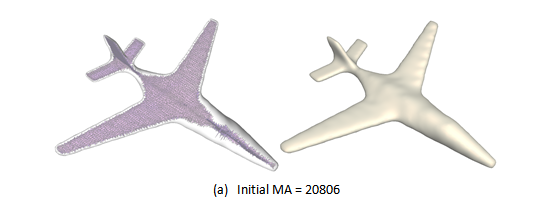 (a) Initial MA = 20806